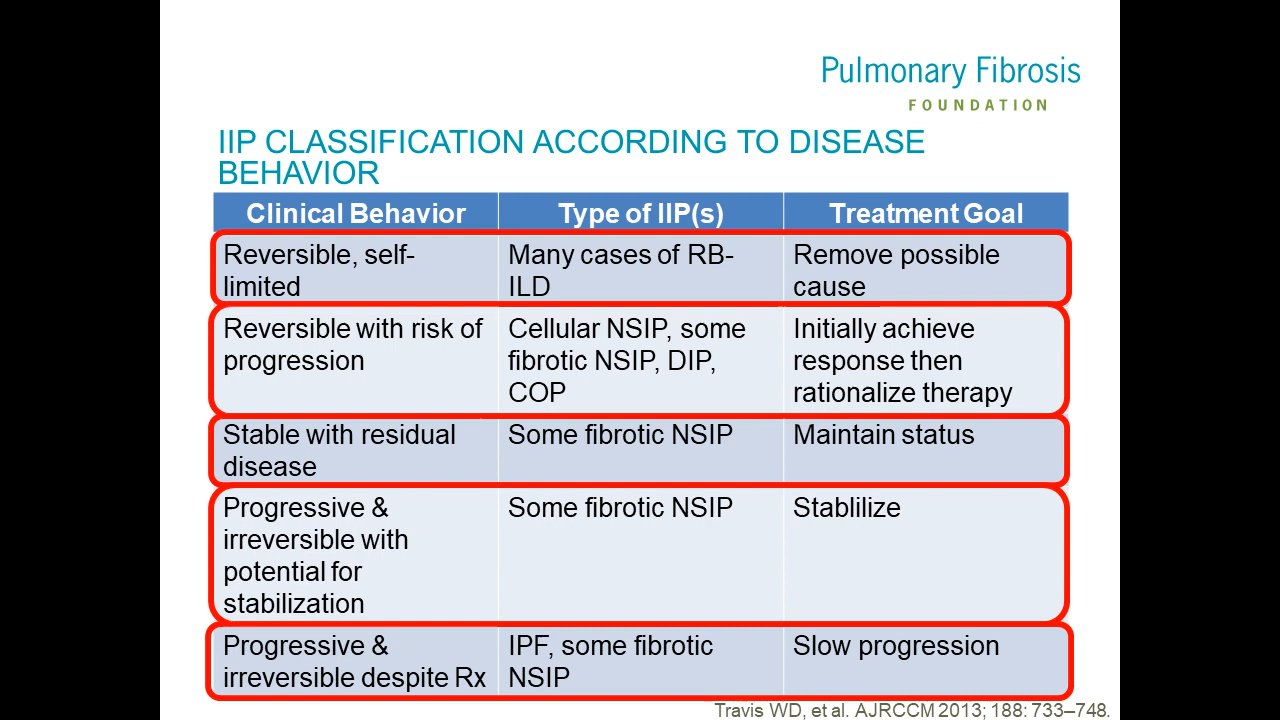 Pulmonary Fibrosis
FOUNDATION
IIP CLASSIFICATION ACCORDING TO DISEASE
BEHAVIOR
Clinical Behavior Type of IIP(s) Treatment Goal
Reversible, self-
limited
Many cases of RB-
ILD
Remove possible
cause
Reversible with risk of
progression
Cellular NSIP, some
fibrotic NSIP, DIP,
COP
Initially achieve
response then
rationalize therapy
Stable with residual
disease
Some fibrotic NSIP
Maintain status
Progressive &
irreversible with
potential for
stabilization
Some fibrotic NSIP
Stablilize
Progressive &
irreversible despite Rx
IPF, some fibrotic
NSIP
Slow progression
Travis WD, et al. AJRCCM 2013; 188: 733–748.